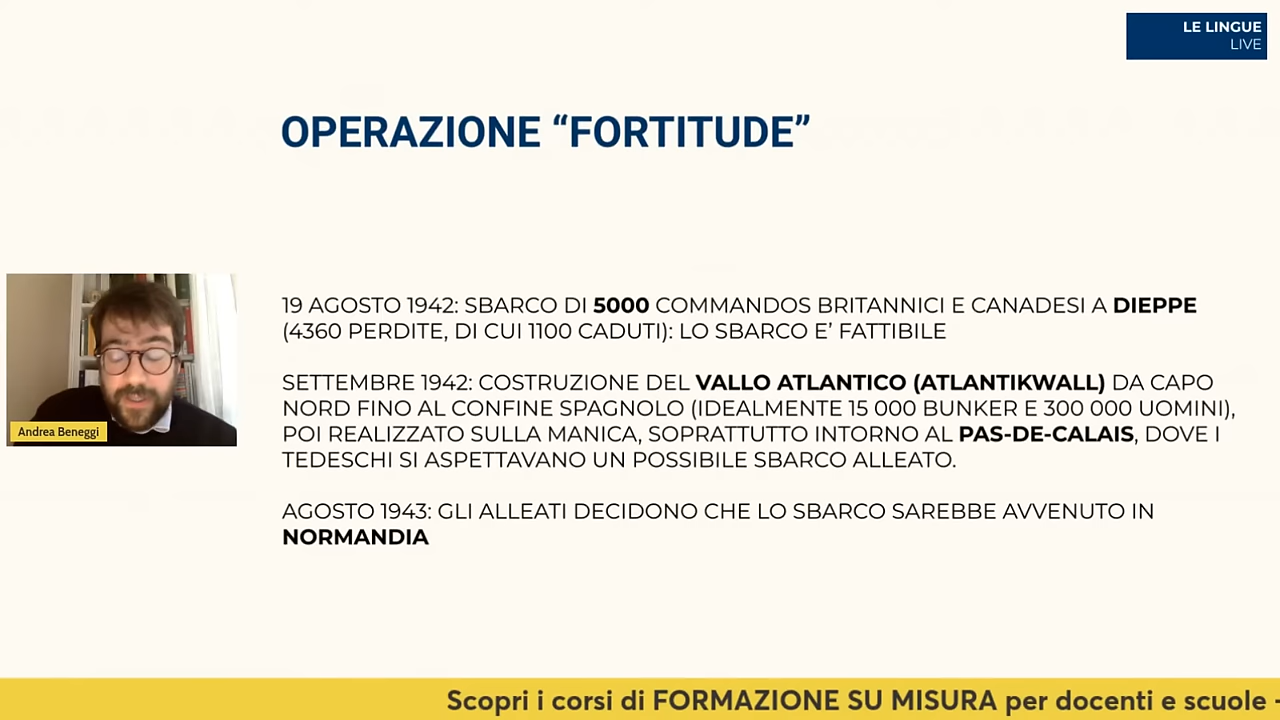 LE LINGUE
LIVE
OPERAZIONE “FORTITUDE”
19 AGOSTO 1942: SBARCO DI 5000 COMMANDOS BRITANNICI E CANADESI A DIEPPE
(4360 PERDITE, DI CUI 1100 CADUTI): LO SBARCO E’ FATTIBILE
SETTEMBRE 1942: COSTRUZIONE DEL VALLO ATLANTICO (ATLANTIKWALL) DA CAPO
NORD FINO AL CONFINE SPAGNOLO (IDEALMENTE 15 000 BUNKER E 300 000 UOMINI),
POI REALIZZATO SULLA MANICA, SOPRATTUTTO INTORNO AL PAS-DE-CALAIS, DOVE I
TEDESCHI SI ASPETTAVANO UN POSSIBILE SBARCO ALLEATO.
AGOSTO 1943: GLI ALLEATI DECIDONO CHE LO SBARCO SAREBBE AVVENUTO IN
NORMANDIA
Andrea Beneggi
Scopri i corsi di FORMAZIONE SU MISURA per docenti e scuole -